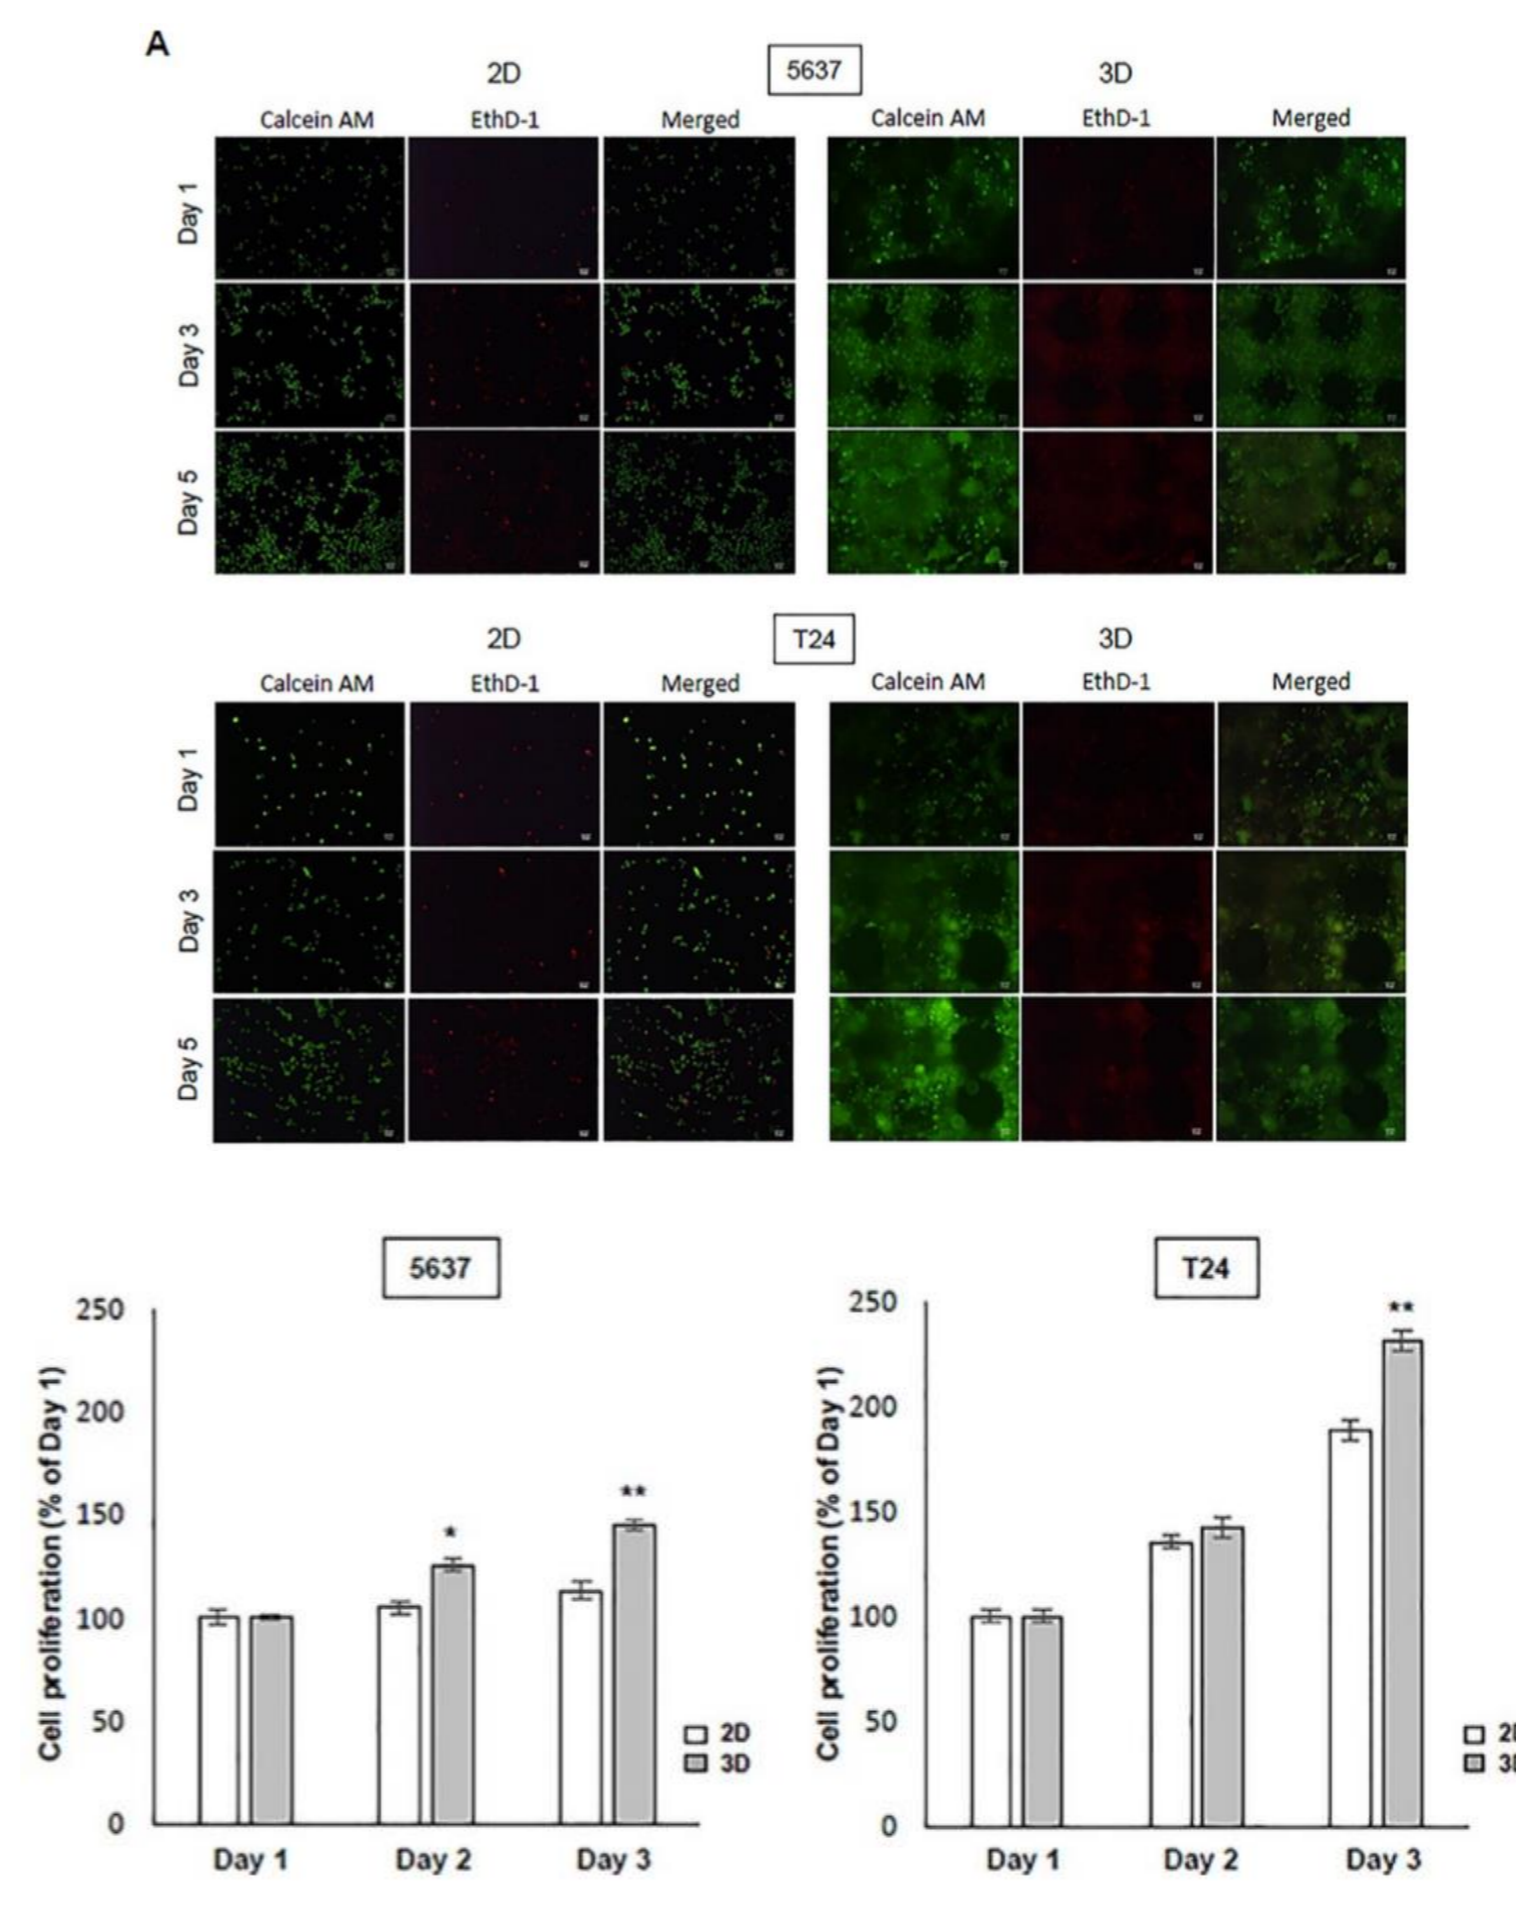 A
2D 5637 3D
Calcein AM EthD-1 Merged Calcein AM EthD-1 Merged
Day 1
Day 3
Day 5
2D T24 3D
Calcein AM EthD-1 Merged Calcein AM EthD-1 Merged
Day 1
Day 3
Day 5
5637
Cell proliferation (% of Day 1)
250
200
150
100
50
0
*
**
Day 1 Day 2 Day 3
2D
3D
T24
Cell proliferation (% of Day 1)
250
200
150
100
50
0
**
Day 1 Day 2 Day 3